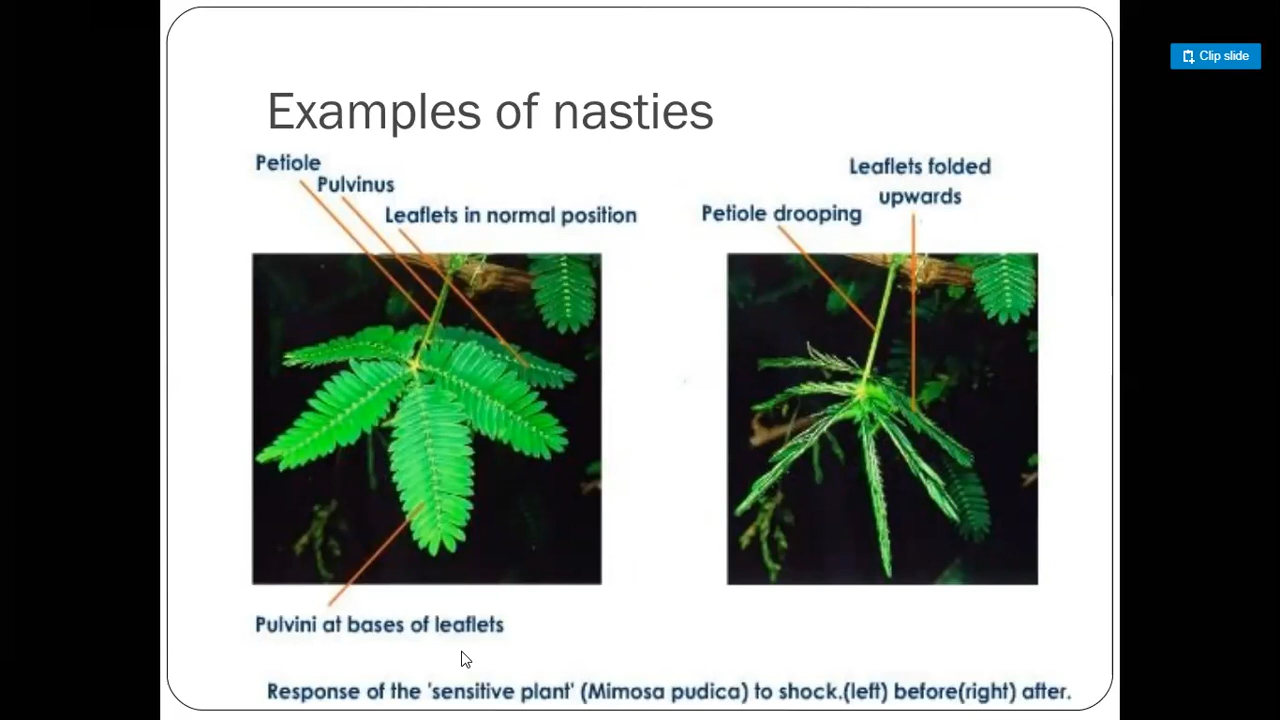 Clip slide
Examples of nasties
Petiole
Pulvinus
Leaflets in normal position
Petiole drooping
Leaflets folded
upwards
Pulvini at bases of leaflets
Response of the 'sensitive plant' (Mimosa pudica) to shock.(left) before(right) after.